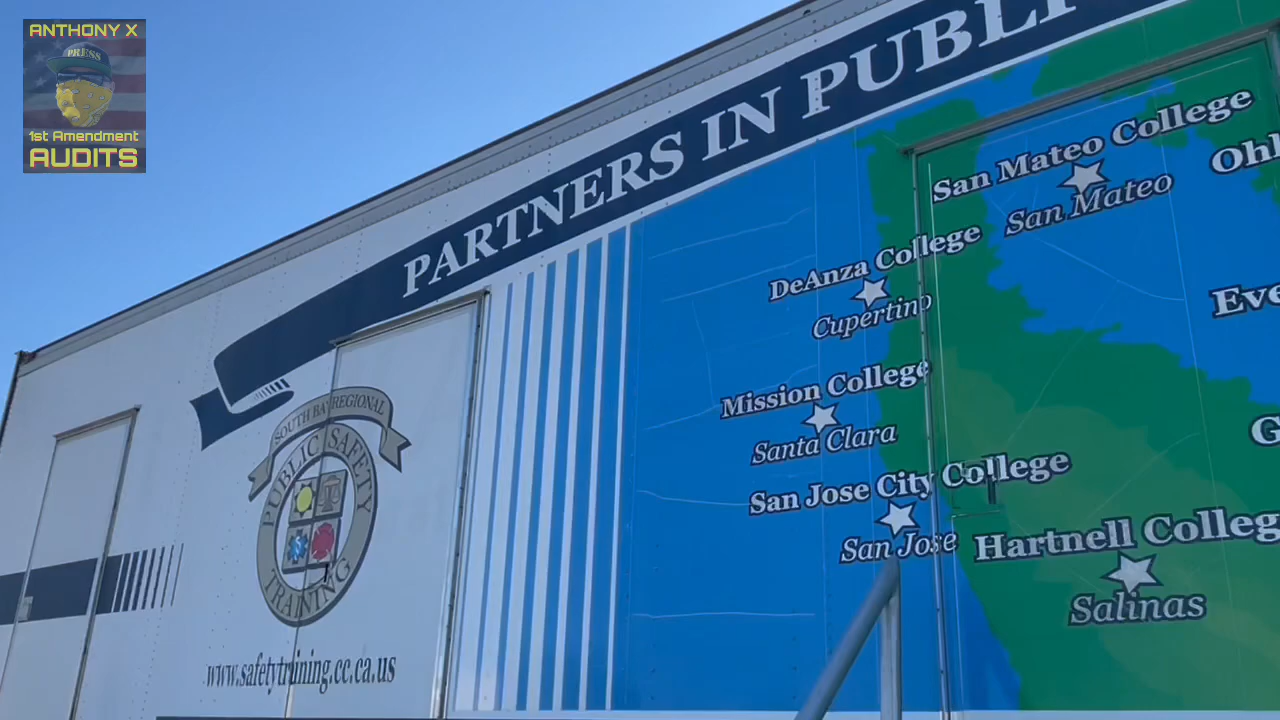 ANTHONY X
PRESS
1st Amendment
AUDITS
PARTNERS IN PUBLI
San Mateo College
San Mateo
Ohl
DeAnza College
Cupertino
Eve
Mission College
Santa Clara
G
San Jose City College
San Jose
Hartnell Colleg
Salinas
SOUTH BAY REGIONAL
PUBLIC SAFETY
TRAINING
www.safetytraining.cc.ca.us